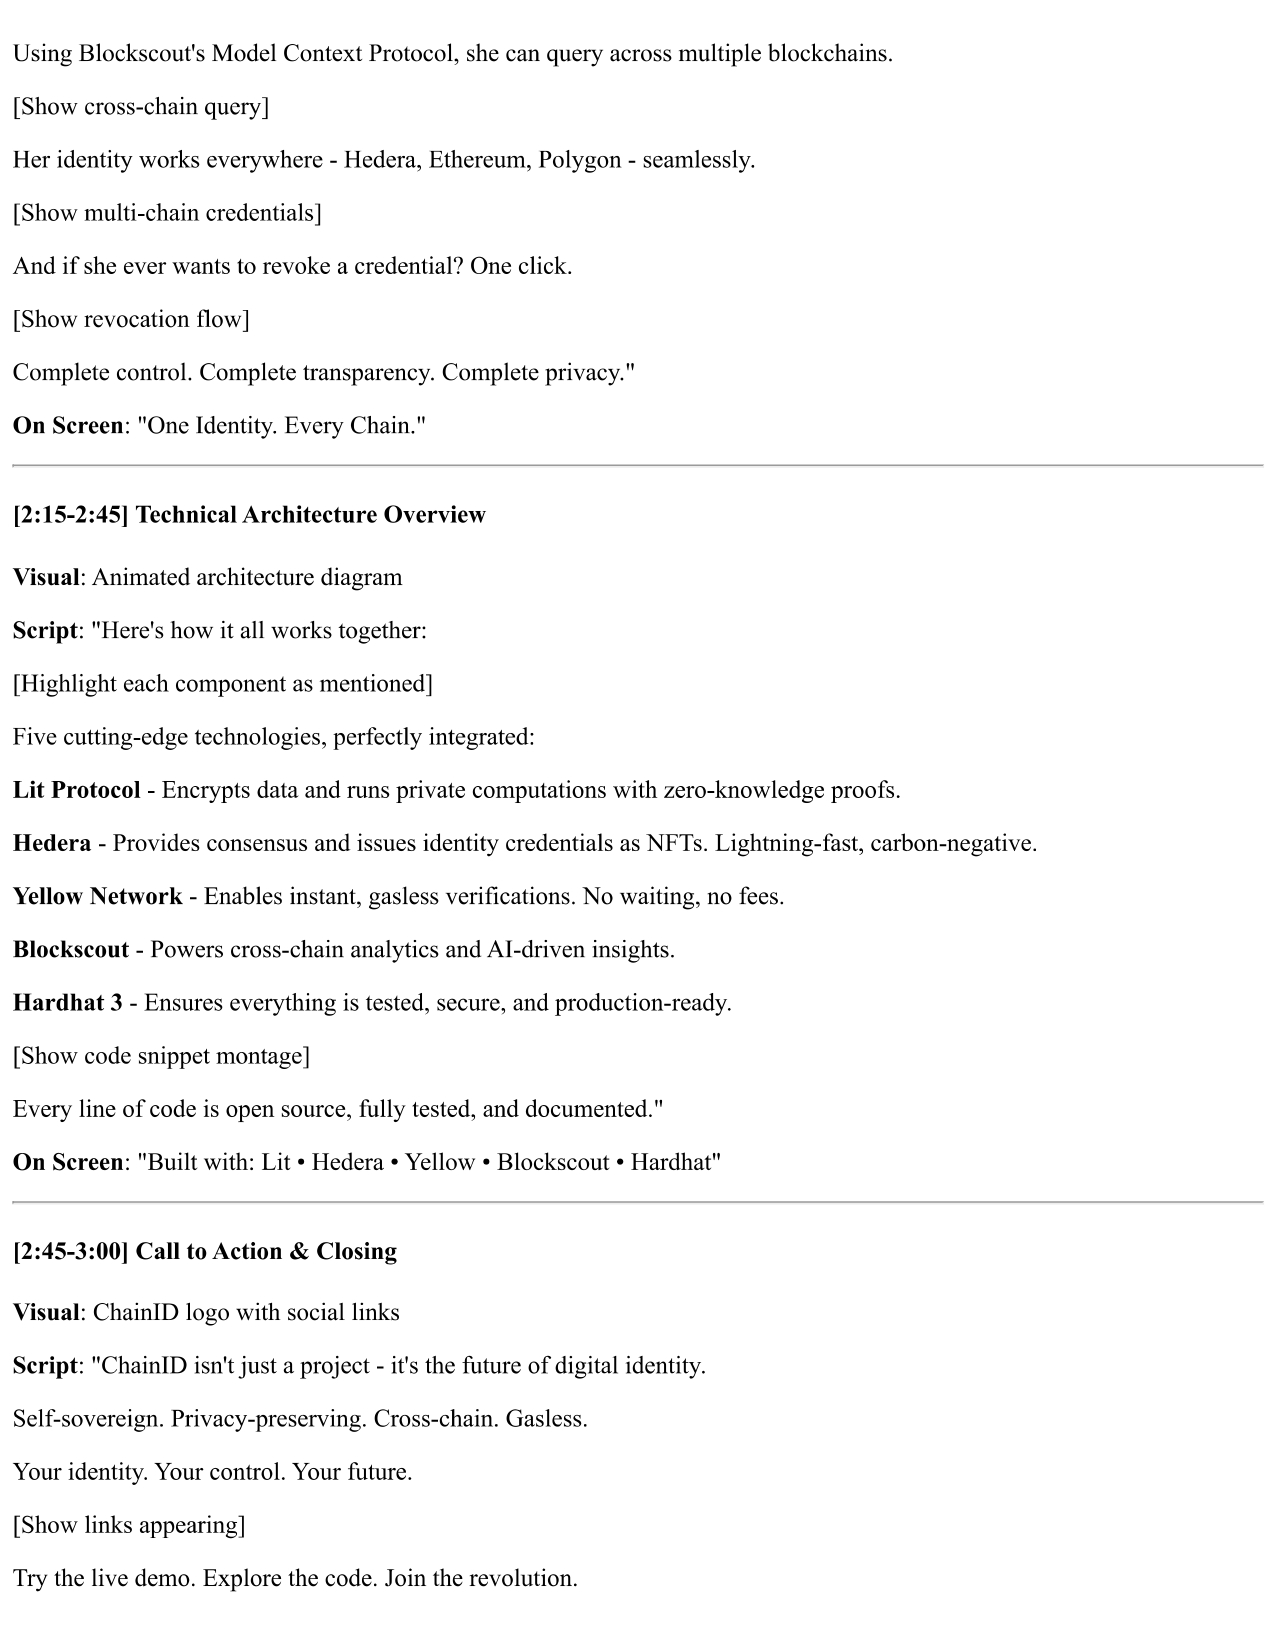 Using Blockscout's Model Context Protocol, she can query across multiple blockchains.
[Show cross-chain query]
Her identity works everywhere - Hedera, Ethereum, Polygon - seamlessly.
[Show multi-chain credentials]
And if she ever wants to revoke a credential? One click.
[Show revocation flow]
Complete control. Complete transparency. Complete privacy."
On Screen: "One Identity. Every Chain."
[2:15-2:45] Technical Architecture Overview
Visual: Animated architecture diagram
Script: "Here's how it all works together:
[Highlight each component as mentioned]
Five cutting-edge technologies, perfectly integrated:
Lit Protocol - Encrypts data and runs private computations with zero-knowledge proofs.
Hedera - Provides consensus and issues identity credentials as NFTs. Lightning-fast, carbon-negative.
Yellow Network - Enables instant, gasless verifications. No waiting, no fees.
Blockscout - Powers cross-chain analytics and AI-driven insights.
Hardhat 3 - Ensures everything is tested, secure, and production-ready.
[Show code snippet montage]
Every line of code is open source, fully tested, and documented."
On Screen: "Built with: Lit • Hedera • Yellow • Blockscout • Hardhat"
[2:45-3:00] Call to Action & Closing
Visual: ChainID logo with social links
Script: "ChainID isn't just a project - it's the future of digital identity.
Self-sovereign. Privacy-preserving. Cross-chain. Gasless.
Your identity. Your control. Your future.
[Show links appearing]
Try the live demo. Explore the code. Join the revolution.